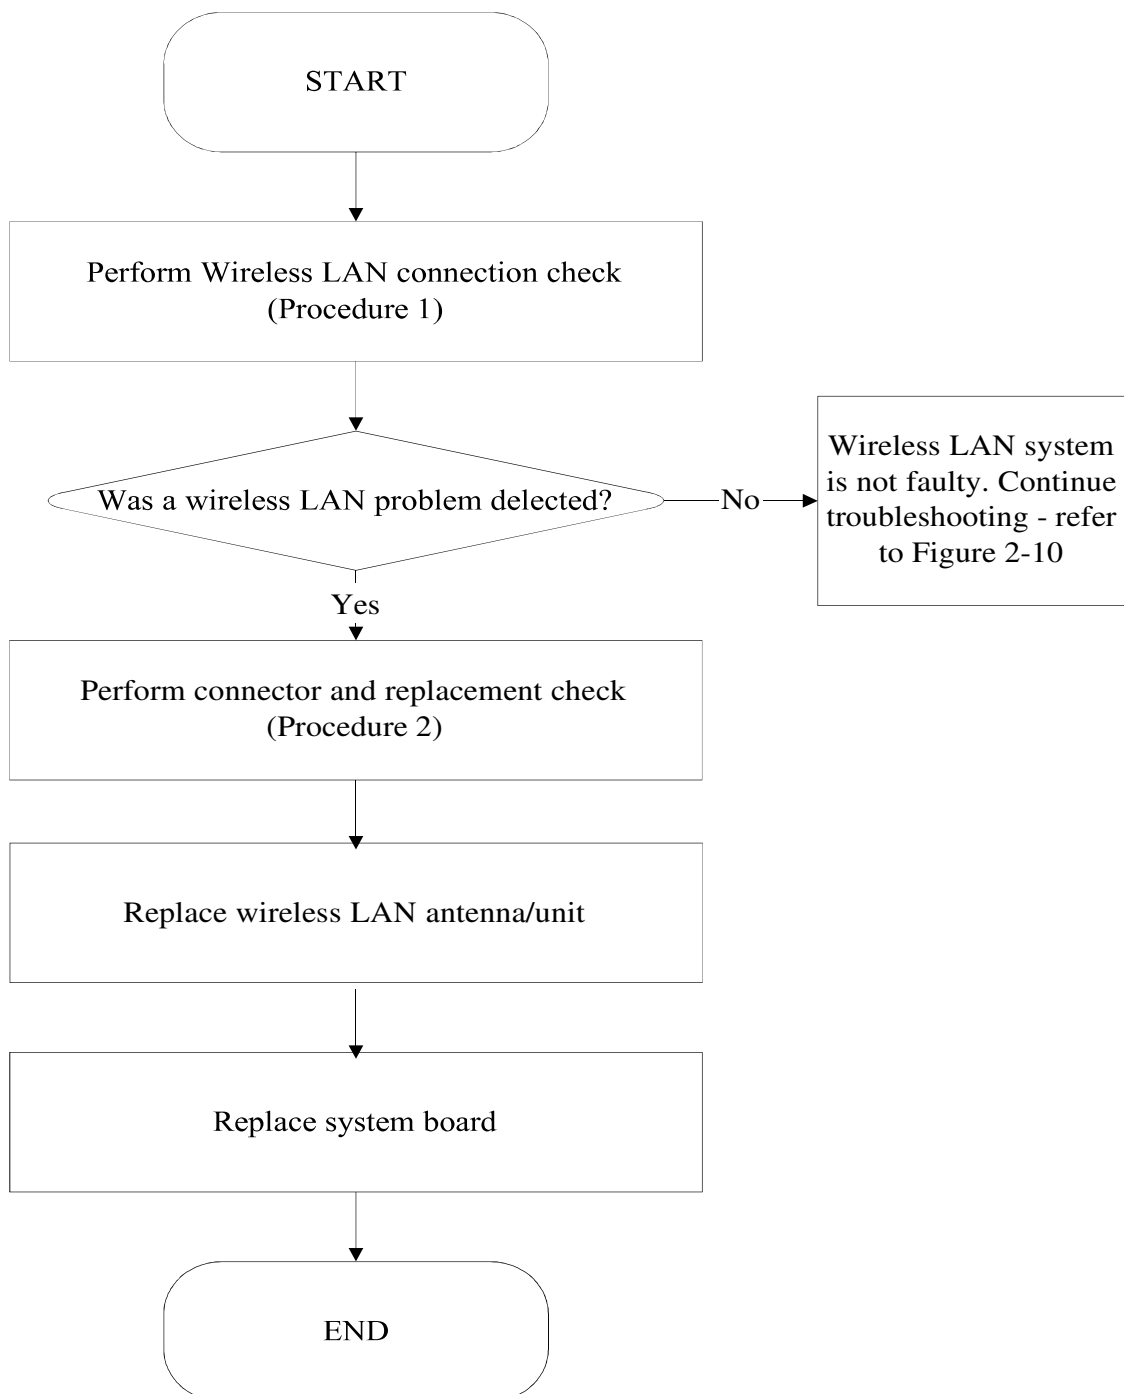 START
Perform Wireless LAN connection check
(Procedure 1)
Was a wireless LAN problem delected?
No
Wireless LAN system
is not faulty. Continue
troubleshooting - refer
to Figure 2-10
Yes
Perform connector and replacement check
(Procedure 2)
Replace wireless LAN antenna/unit
Replace system board
END